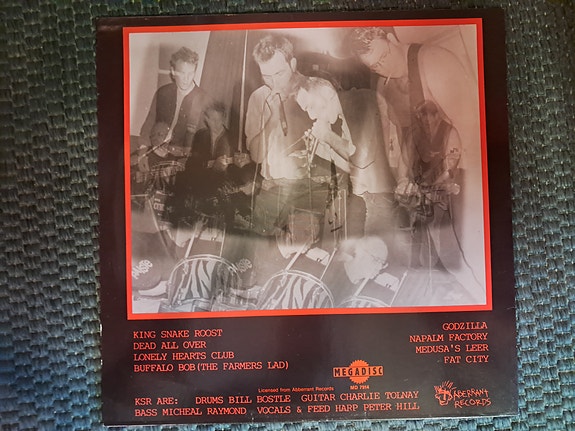 KING SNAKE ROOST
DEAD ALL OVER
LONELY HEARTS CLUB
BUFFALO BOB(THE FARMERS LAD)
GODZILLA
NAPALM FACTORY
MEDUSA'S LEER
FAT CITY
MEGADISC
MD 7914
Licensed from Abberrant Records
KSR ARE: DRUMS BILL BOSTLE GUITAR CHARLIE TOLNAY
BASS MICHEAL RAYMOND VOCALS & FEED HARP PETER HILL
ABERRANT
RECORDS